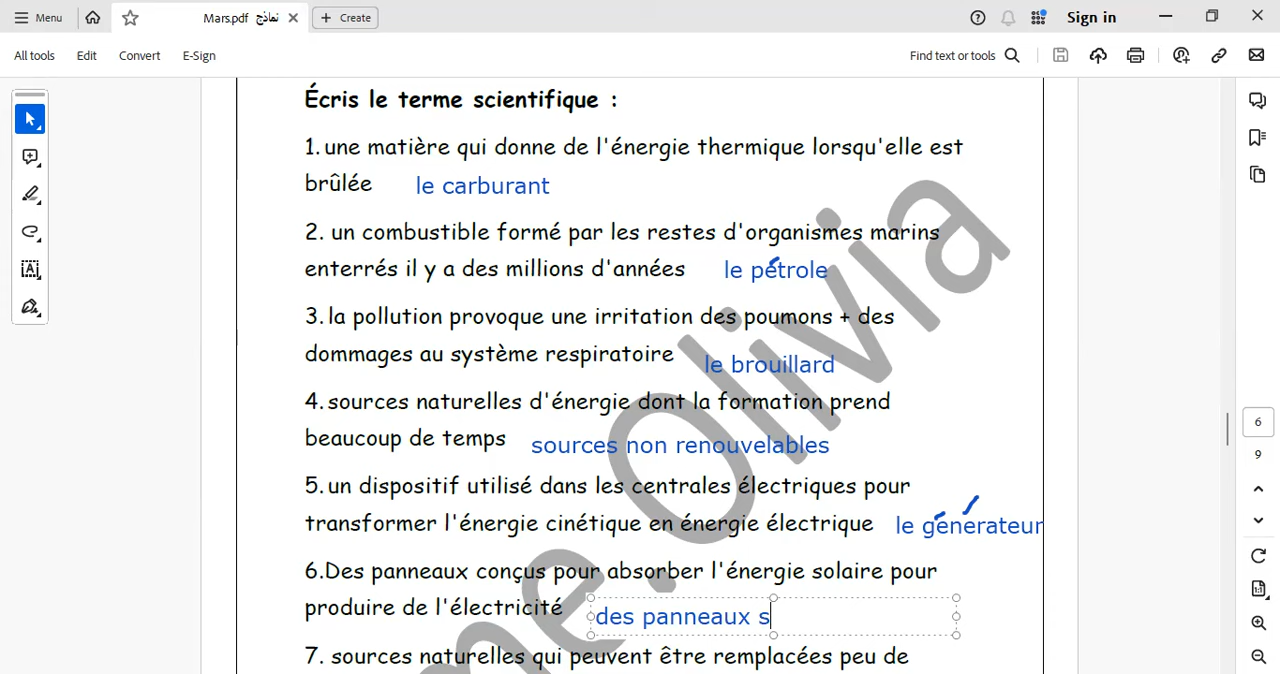 Menu
Mars.pdf نماذج
Create
Sign in
All tools Edit Convert E-Sign
Find text or tools
Écris le terme scientifique :
1. une matière qui donne de l'énergie thermique lorsqu'elle est
brûlée le carburant
2. un combustible formé par les restes d'organismes marins
enterrés il y a des millions d'années le pétrole
3. la pollution provoque une irritation des poumons + des
dommages au système respiratoire le brouillard
4. sources naturelles d'énergie dont la formation prend
beaucoup de temps sources non renouvelables
5. un dispositif utilisé dans les centrales électriques pour
transformer l'énergie cinétique en énergie électrique le générateur
6.Des panneaux conçus pour absorber l'énergie solaire pour
produire de l'électricité des panneaux s
7. sources naturelles qui peuvent être remplacées peu de
me.Olivia
6
9